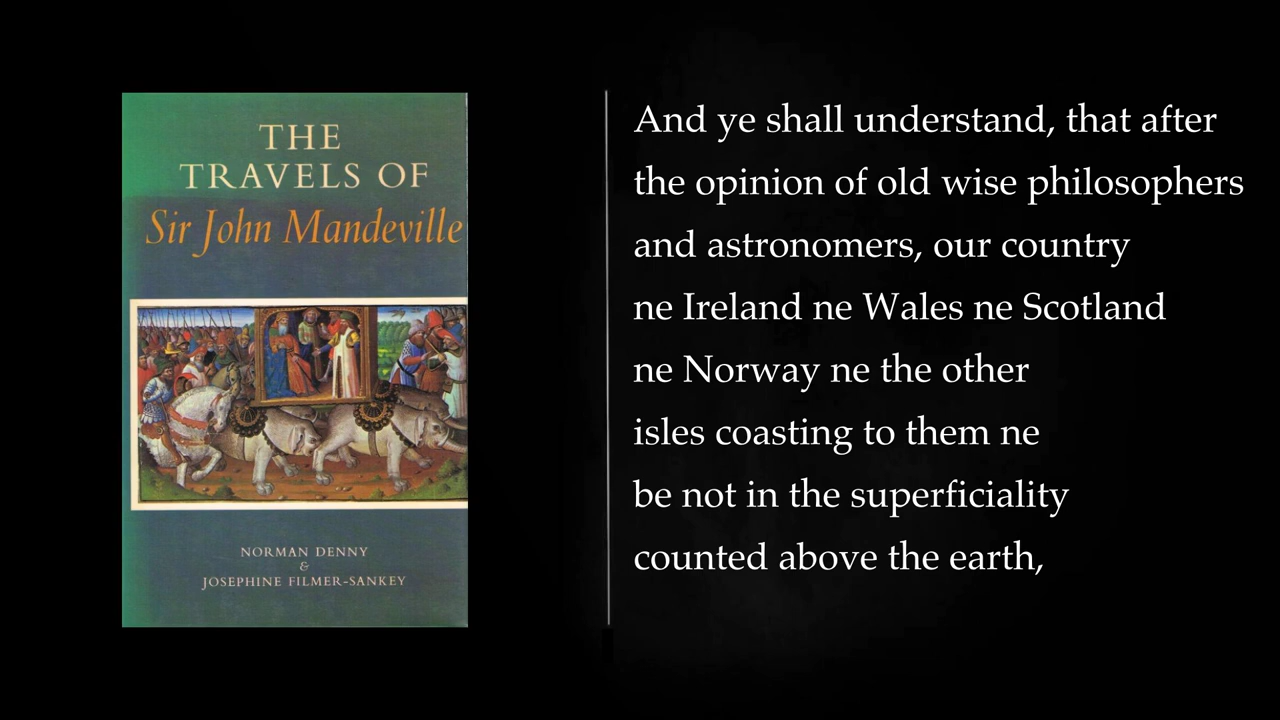 THE
TRAVELS OF
Sir John Mandeville
NORMAN DENNY
&
JOSEPHINE FILMER-SANKEY
And ye shall understand, that after
the opinion of old wise philosophers
and astronomers, our country
ne Ireland ne Wales ne Scotland
ne Norway ne the other
isles coasting to them ne
be not in the superficiality
counted above the earth,